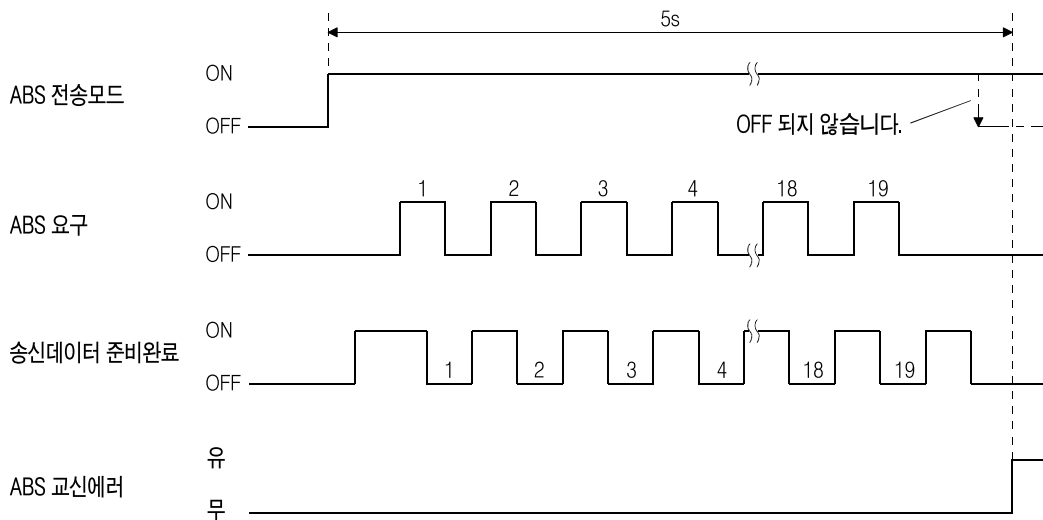 5s
ON
ABS 전송모드
OFF
OFF 되지 않습니다.
1 2 3 4 18 19
ON
ABS 요구
OFF
ON
송신데이터 준비완료
OFF
1 2 3 4 18 19
유
ABS 교신에러
무